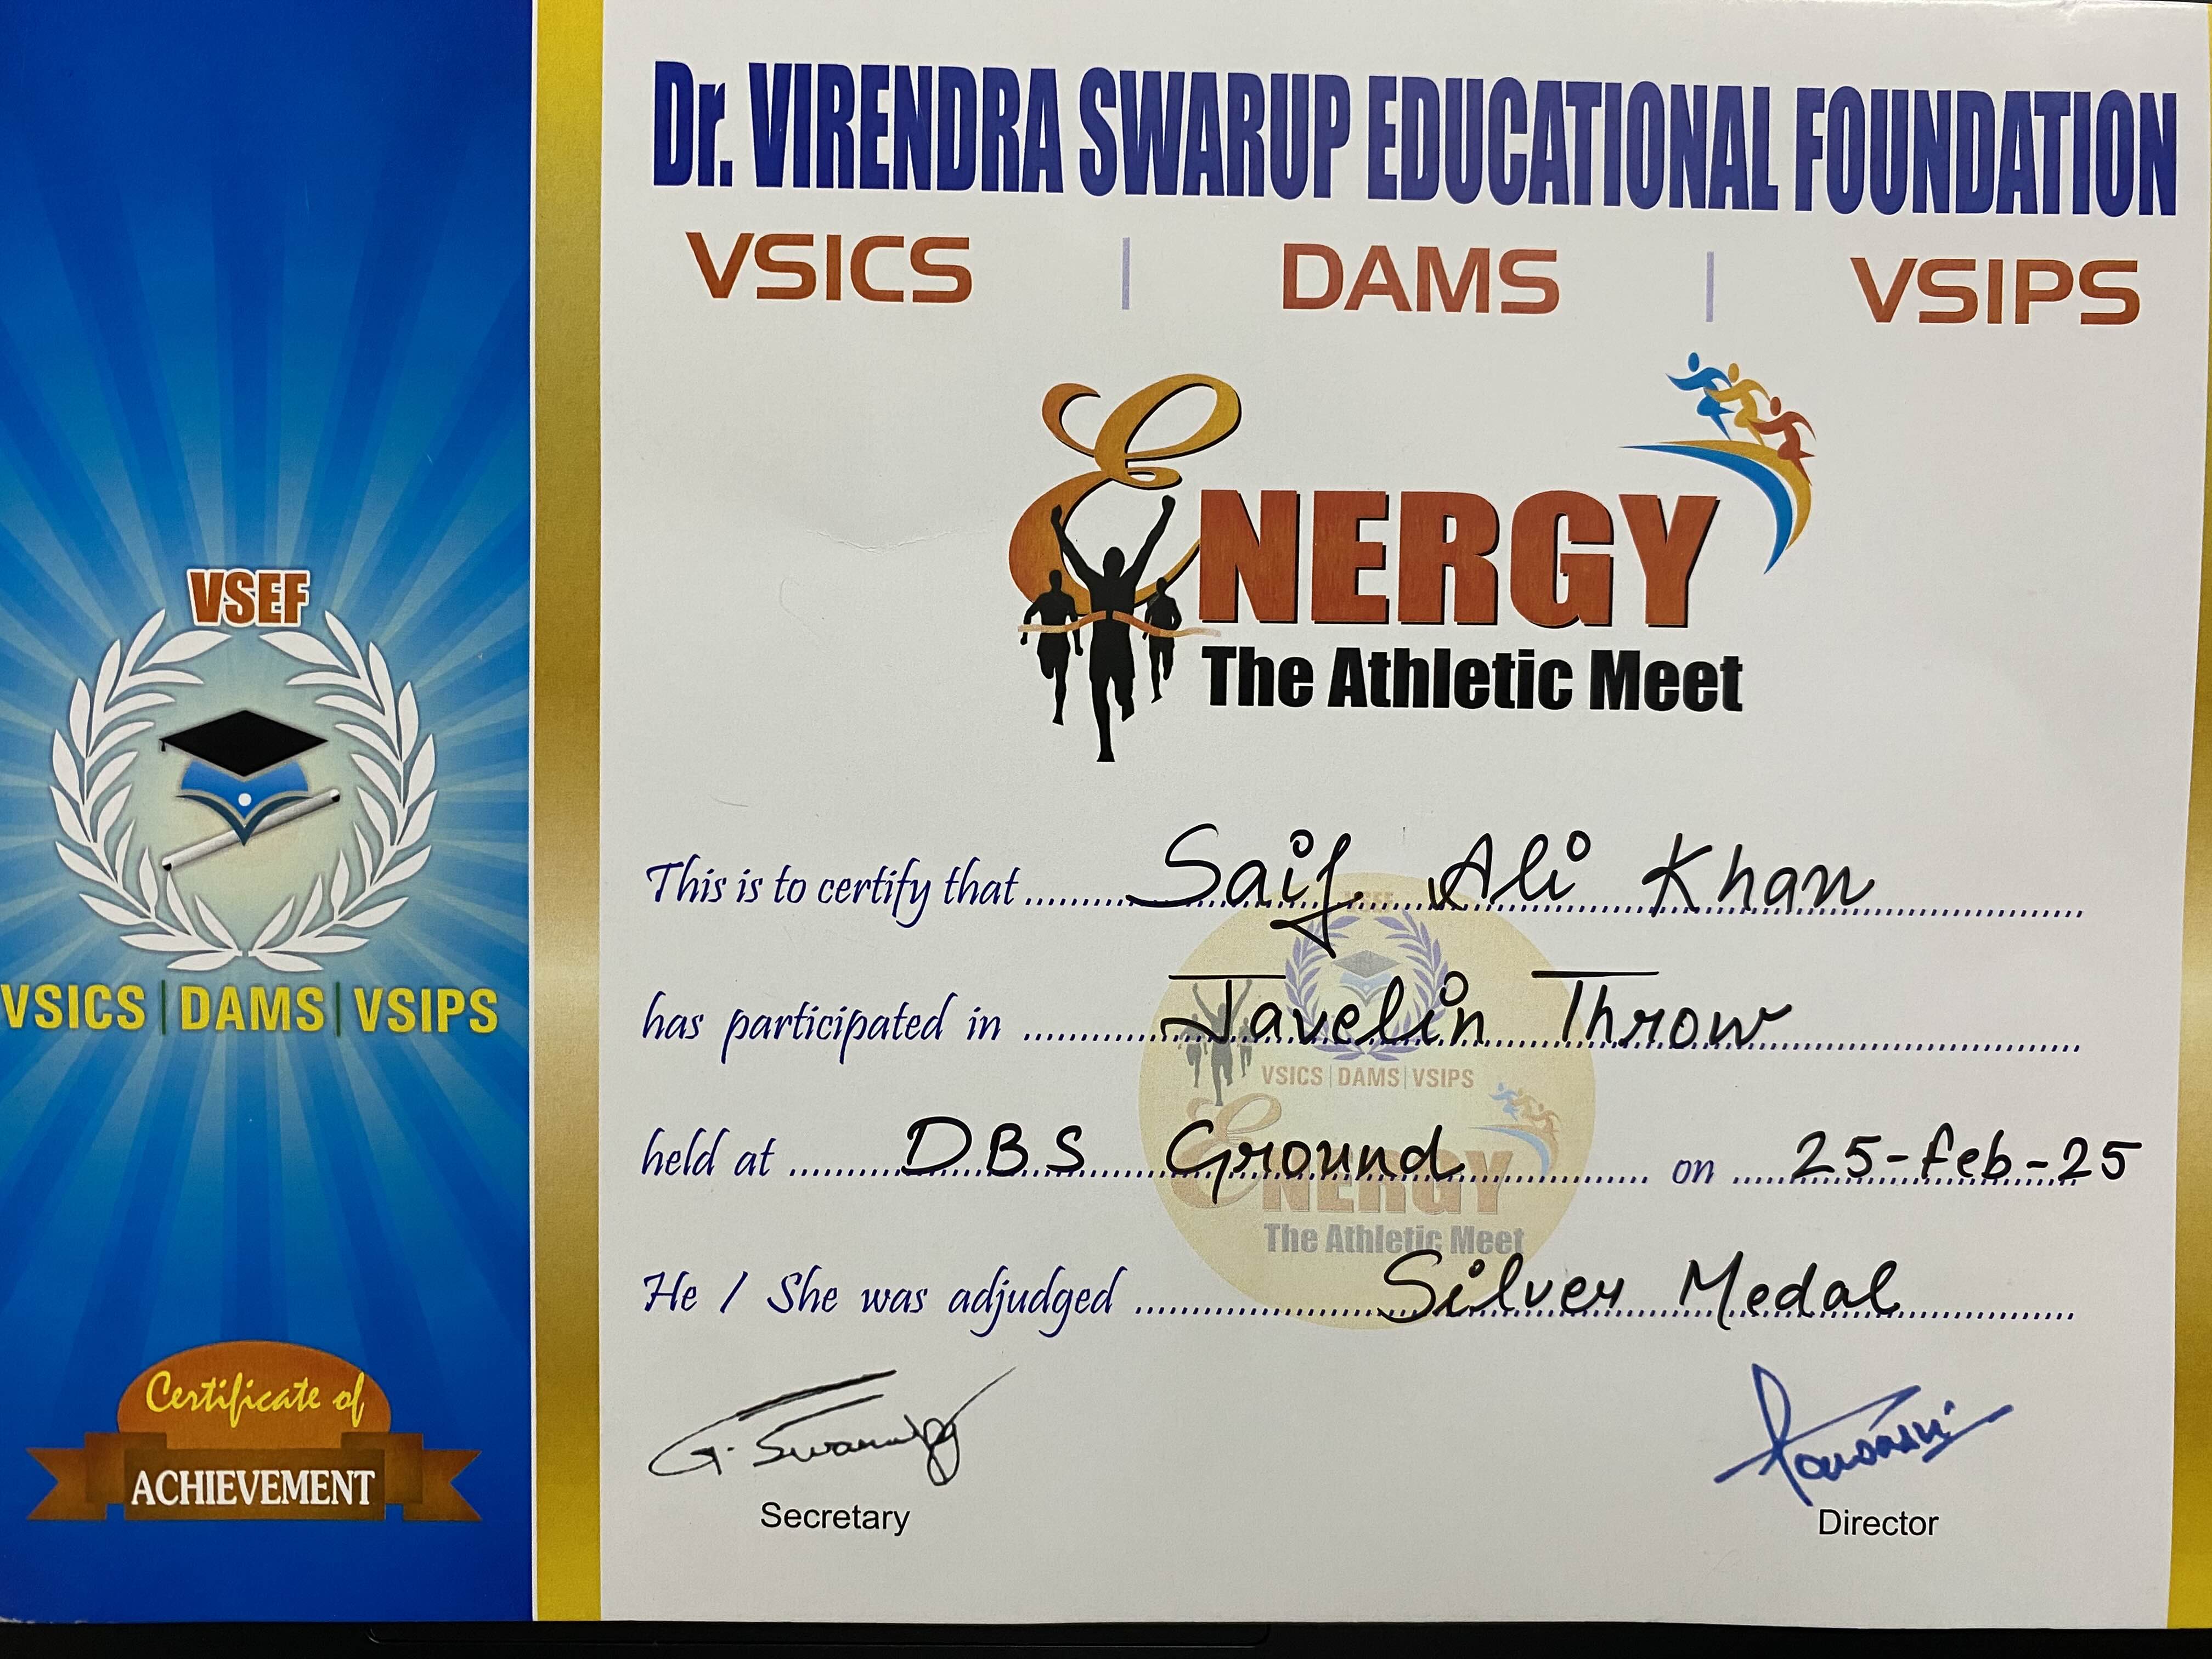 Dr. VIRENDRA SWARUP EDUCATIONAL FOUNDATION
VSICS | DAMS | VSIPS
ENERGY
The Athletic Meet
VSEF
VSICS | DAMS | VSIPS
Certificate of
ACHIEVEMENT
This is to certify that Saif Ali Khan
has participated in Javelin Throw
held at DBS Ground on 25-Feb-25
He / She was adjudged Silver Medal
VSEF
VSICS | DAMS | VSIPS
ENERGY
The Athletic Meet
G. Swarup
Secretary
Director